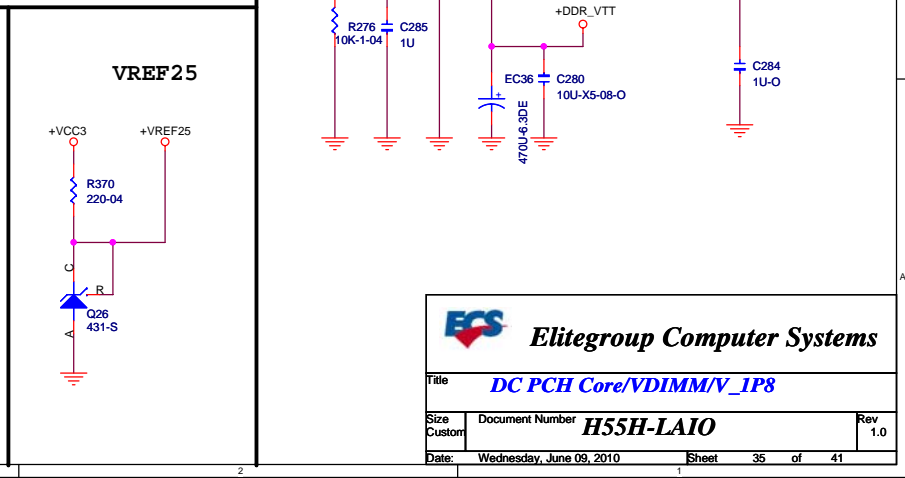 +DDR_VTT
R276
10K-1-04
C285
1U
EC36
470U-6.3DE
+
C280
10U-X5-08-O
C284
1U-O
VREF25
+VCC3
+VREF25
R370
220-04
C
R
Q26
431-S
A
A
ECS
Elitegroup Computer Systems
Title
DC PCH Core/VDIMM/V_1P8
Size
Custom
Document Number
H55H-LAIO
Rev
1.0
Date:
Wednesday, June 09, 2010
Sheet 35 of 41
2
1